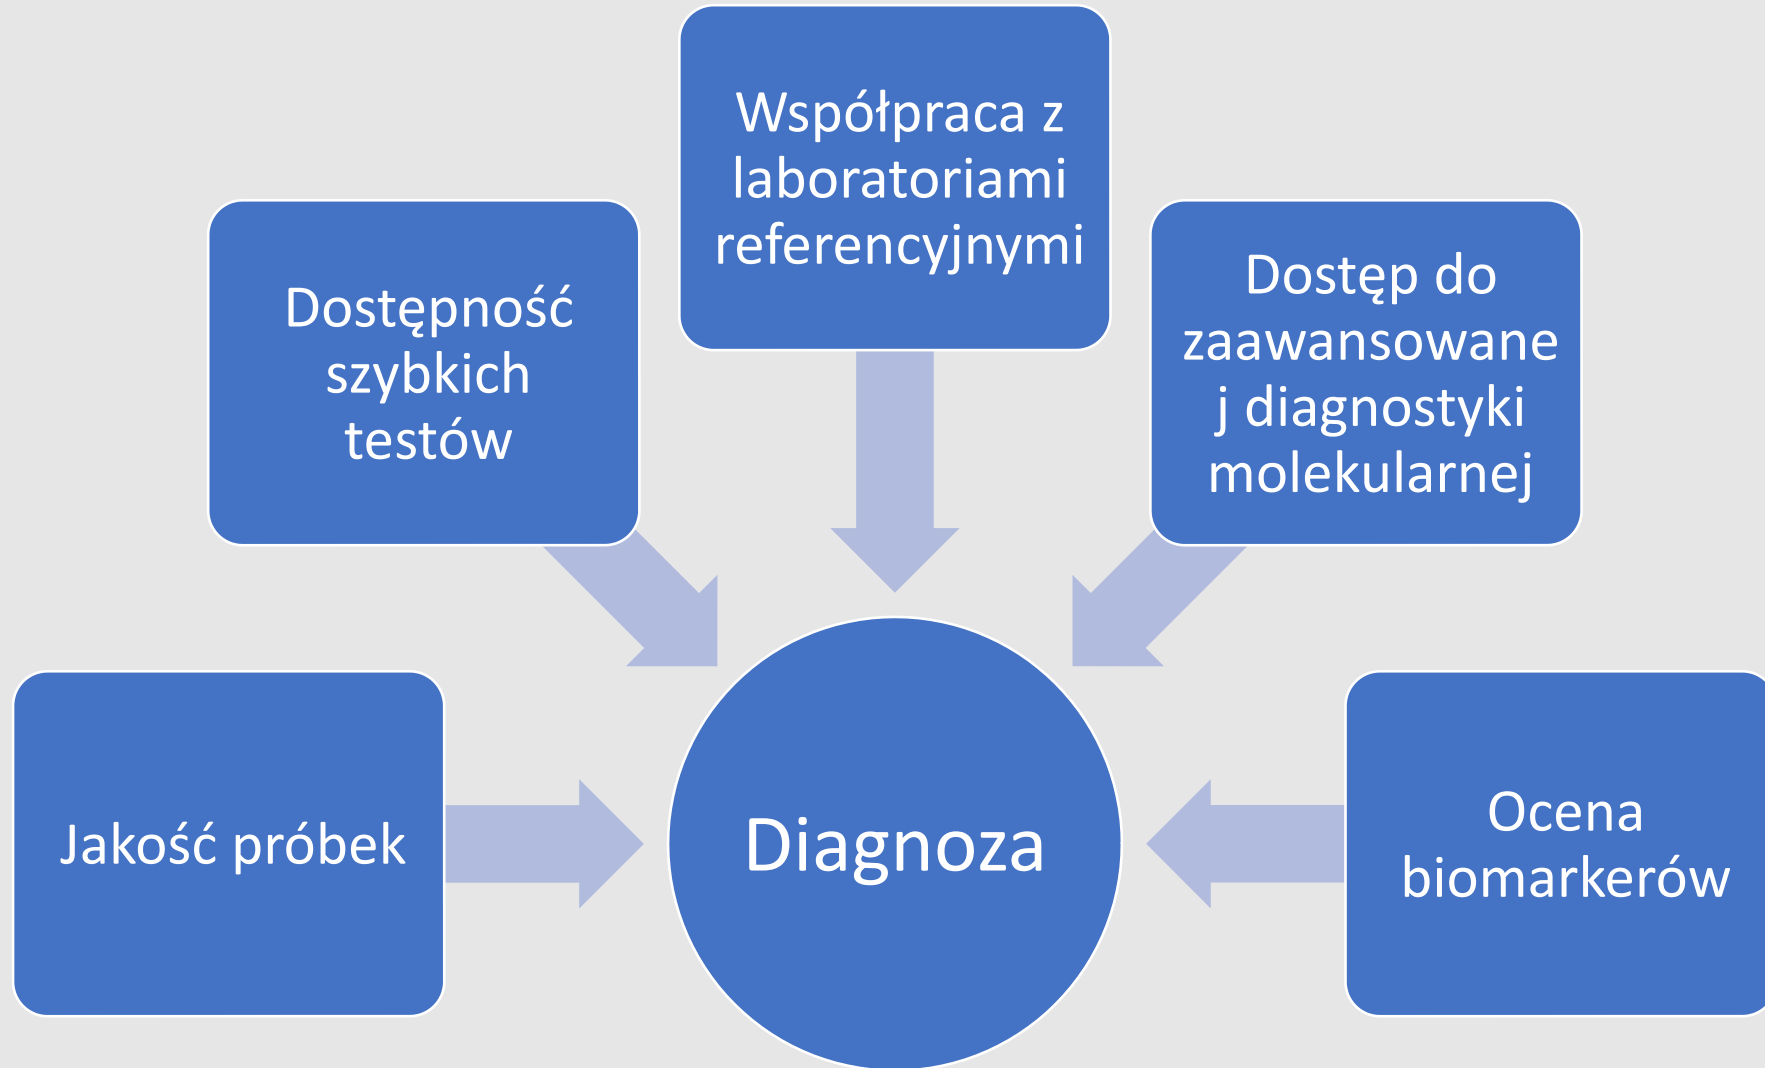 Współpraca z
laboratoriami
referencyjnymi
Dostępność
szybkich
testów
Dostęp do
zaawansowane
j diagnostyki
molekularnej
Jakość próbek
Diagnoza
Ocena
biomarkerów